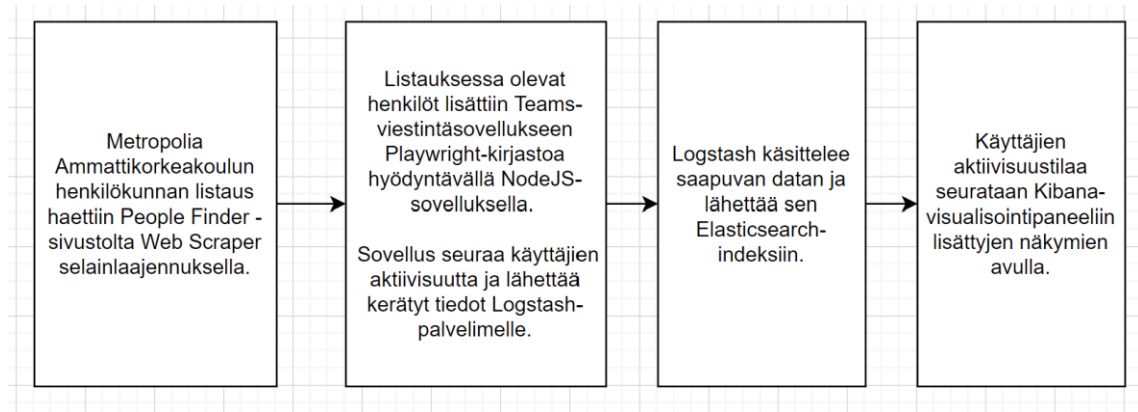 Metropolia
Ammattikorkeakoulun
henkilökunnan listaus
haettiin People Finder -
sivustolta Web Scraper
selainlaajennuksella.
Listauksessa olevat
henkilöt lisättiin Teams-
viestintäsovellukseen
Playwright-kirjastoa
hyödyntävällä NodeJS-
sovelluksella.
Sovellus seuraa käyttäjien
aktiivisuutta ja lähettää
kerätyt tiedot Logstash-
palvelimelle.
Logstash käsittelee
saapuvan datan ja
lähettää sen
Elasticsearch-
indeksiin.
Käyttäjien
aktiivisuustilaa
seurataan Kibana-
visualisointipaneeliin
lisättyjen näkymien
avulla.